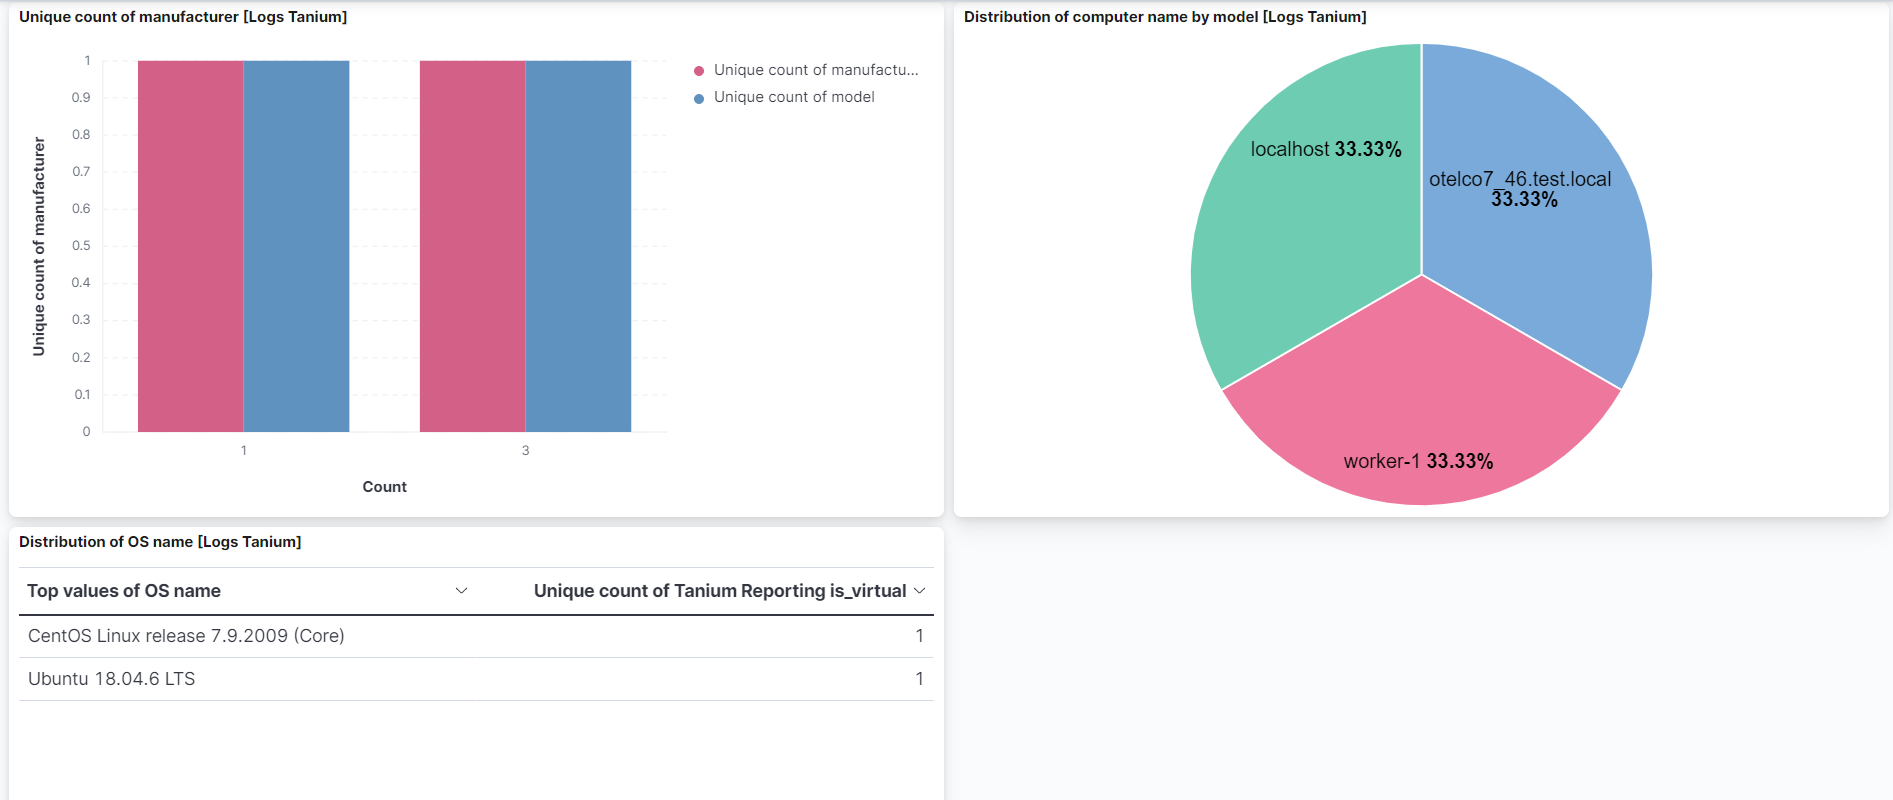 Unique count of manufacturer [Logs Tanium]
1
0.9
0.8
0.7
0.6
0.5
0.4
0.3
0.2
0.1
0
Unique count of manufacturer
1
3
Count
Unique count of manufactu...
Unique count of model
Distribution of computer name by model [Logs Tanium]
localhost 33.33%
otelco7_46.test.local
33.33%
worker-1 33.33%
Distribution of OS name [Logs Tanium]
Top values of OS name
Unique count of Tanium Reporting is_virtual
CentOS Linux release 7.9.2009 (Core)
1
Ubuntu 18.04.6 LTS
1